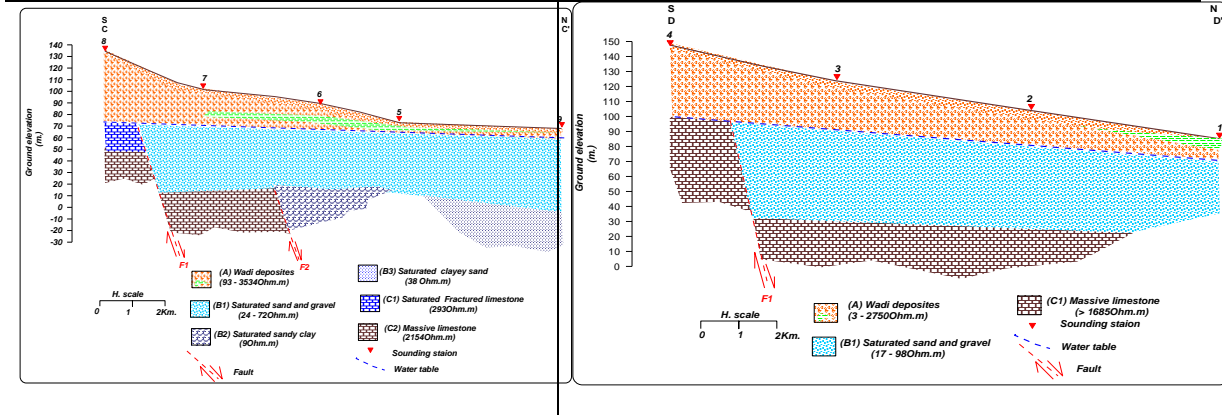 S
C
8
N
C'
140
130
120
110
100
90
80
70
60
50
40
30
20
10
0
-10
-20
-30
Ground elevation
(m.)
7
6
5
9
F1
F2
(A) Wadi deposites
(93 - 3534Ohm.m)
(B1) Saturated sand and gravel
(24 - 72Ohm.m)
(B2) Saturated sandy clay
(9Ohm.m)
Fault
(B3) Saturated clayey sand
(38 Ohm.m)
(C1) Saturated Fractured limestone
(293Ohm.m)
(C2) Massive limestone
(2154Ohm.m)
Sounding staion
Water table
H. scale
0 1 2Km.
S
D
4
N
D'
150
140
130
120
110
100
90
80
70
60
50
40
30
20
10
0
Ground elevation
(m.)
3
2
1
F1
H. scale
0 1 2Km.
(A) Wadi deposites
(3 - 2750Ohm.m)
(B1) Saturated sand and gravel
(17 - 98Ohm.m)
(C1) Massive limestone
(> 1685Ohm.m)
Sounding staion
Water table
Fault